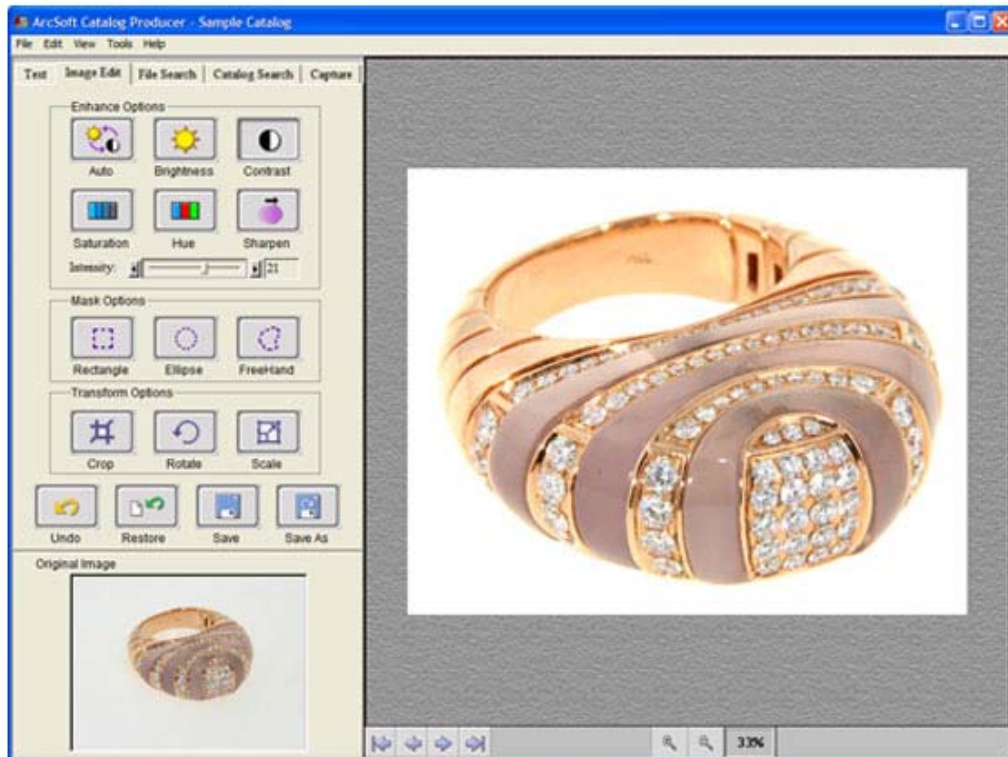 ArcSoft Catalog Producer - Sample Catalog
File Edit View Tools Help
Text Image Edit File Search Catalog Search Capture
Enhance Options
Auto Brightness Contrast
Saturation Hue Sharpen
Intensity: 21
Mask Options
Rectangle Ellipse FreeHand
Transform Options
Crop Rotate Scale
Undo Restore Save Save As
Original Image
33%